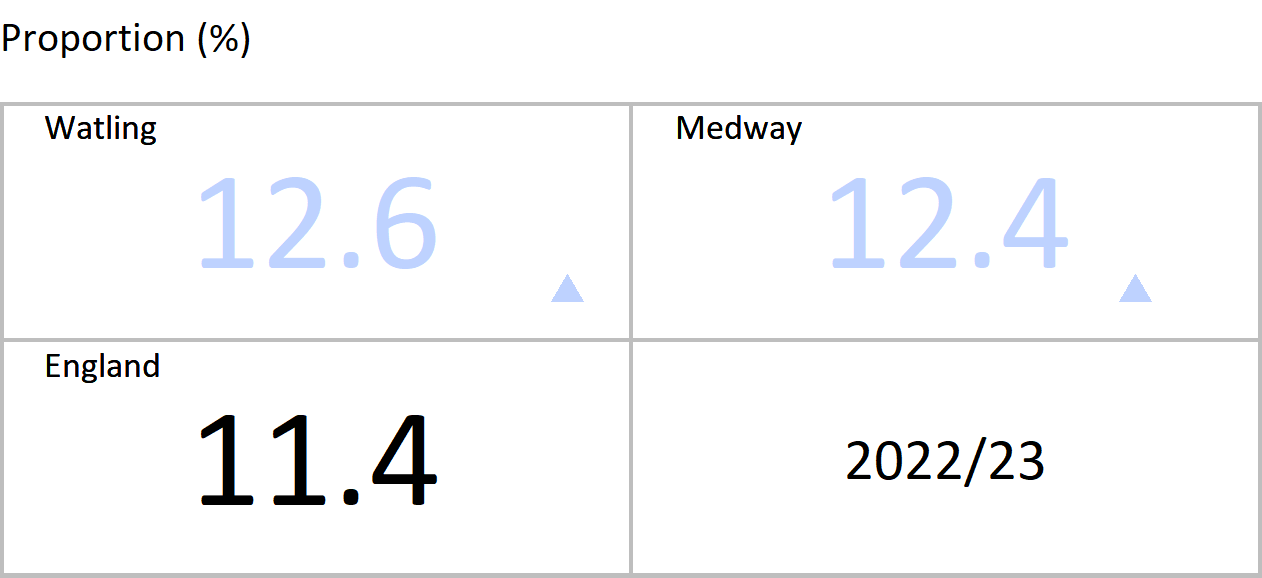 Proportion (%)
Watling
12.6
Medway
12.4
England
11.4
2022/23